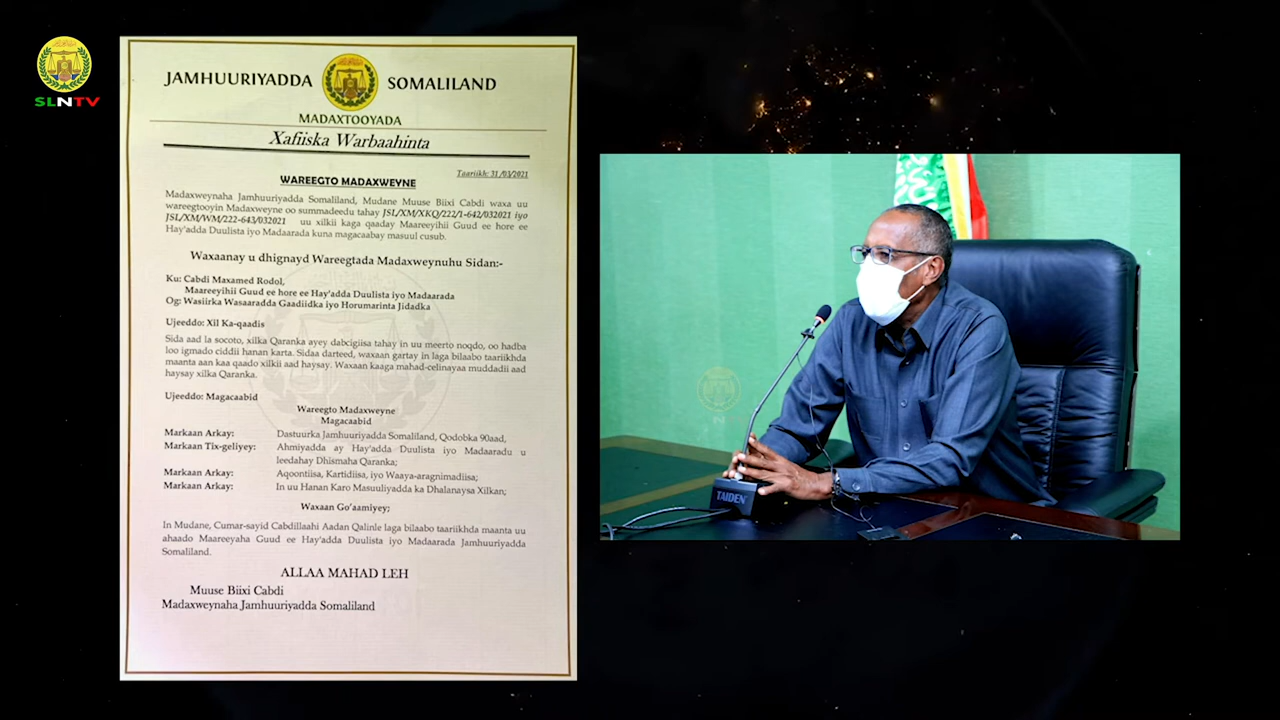 SLNTV
JAMHUURIYADDA SOMALILAND
MADAXTOOYADA
Xafiiska Warbaahinta
Taariikh: 31/03/2021
WAREEGTO MADAXWEYNE
Madaxweynaha Jamhuuriyadda Somaliland, Mudane Muuse Biixi Cabdi waxa uu
wareegtooyin Madaxweyne oo summadeedu tahay JSL/XM/XKQ/222/1-642/032021 iyo
JSL/XM/WM/222-643/032021 uu xilkii kaga qaaday Maareeyihii Guud ee hore ee
Hay'adda Duulista iyo Madaarada kuna magacaabay masuul cusub.
Waxaanay u dhignayd Wareegtada Madaxweynuhu Sidan:-
Ku: Cabdi Maxamed Rodol,
Maareeyihii Guud ee hore ee Hay'adda Duulista iyo Madaarada
Og: Wasiirka Wasaaradda Gaadiidka iyo Horumarinta Jidadka
Ujeeddo: Xil Ka-qaadis
Sida aad la socoto, xilka Qaranka ayey dabcigiisa tahay in uu meerto noqdo, oo hadba
loo igmado ciddii hanan karta. Sidaa darteed, waxaan gartay in laga bilaabo taariikhda
maanta aan kaa qaado xilkii aad haysay. Waxaan kaaga mahad-celinayaa muddadii aad
haysay xilka Qaranka.
Ujeeddo: Magacaabid
Wareegto Madaxweyne
Magacaabid
Markaan Arkay: Dastuurka Jamhuuriyadda Somaliland, Qodobka 90aad,
Markaan Tix-geliyey: Ahmiyadda ay Hay'adda Duulista iyo Madaaradu u
leedahay Dhismaha Qaranka;
Markaan Arkay: Aqoontiisa, Kartidiisa, iyo Waaya-aragnimadiisa;
Markaan Arkay: In uu Hanan Karo Masuuliyadda ka Dhalanaysa Xilkan;
Waxaan Go'aamiyey;
In Mudane, Cumar-sayid Cabdillaahi Aadan Qalinle laga bilaabo taariikhda maanta uu
ahaado Maareeyaha Guud ee Hay'adda Duulista iyo Madaarada Jamhuuriyadda
Somaliland.
ALLAA MAHAD LEH
Muuse Biixi Cabdi
Madaxweynaha Jamhuuriyadda Somaliland
TAIDEN